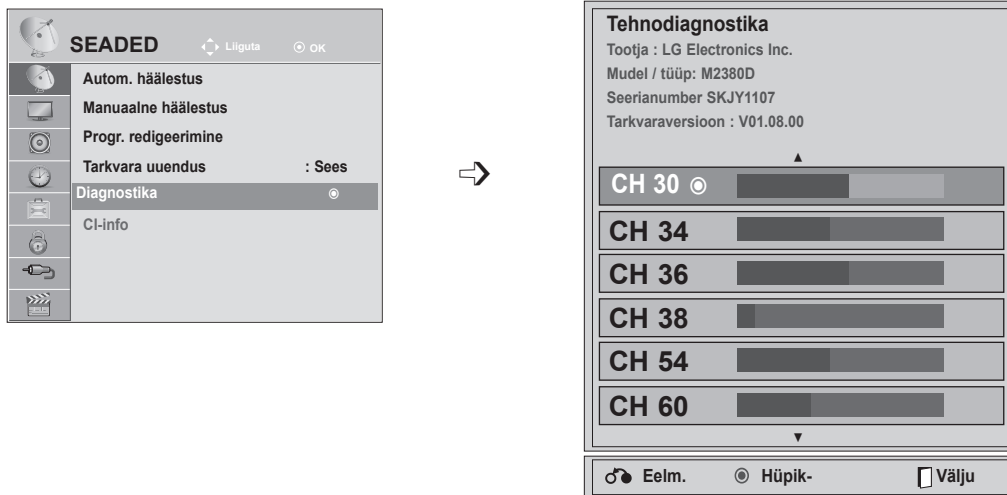 SEADED
Liiguta
OK
Autom. häälestus
Manuaalne häälestus
Progr. redigeerimine
Tarkvara uuendus : Sees
Diagnostika
CI-info
Tehnodiagnostika
Tootja : LG Electronics Inc.
Mudel / tüüp: M2380D
Seerianumber SKJY1107
Tarkvaraversioon : V01.08.00
CH 30
CH 34
CH 36
CH 38
CH 54
CH 60
Eelm.
Hüpik-
Välju